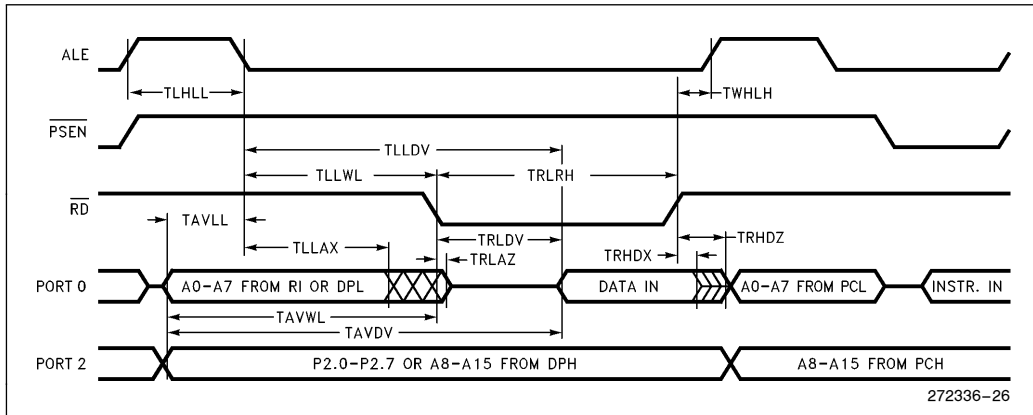 ALE
TLHLL
TWHLH
PSEN
TLLDV
TLLWL
TRLRH
RD
TAVLL
TLLAX
TRLDV
TRLAZ
TRHDX
TRHDZ
PORT 0
A0-A7 FROM RI OR DPL
DATA IN
A0-A7 FROM PCL
INSTR. IN
TAVWL
TAVDV
PORT 2
P2.0-P2.7 OR A8-A15 FROM DPH
A8-A15 FROM PCH
272336-26